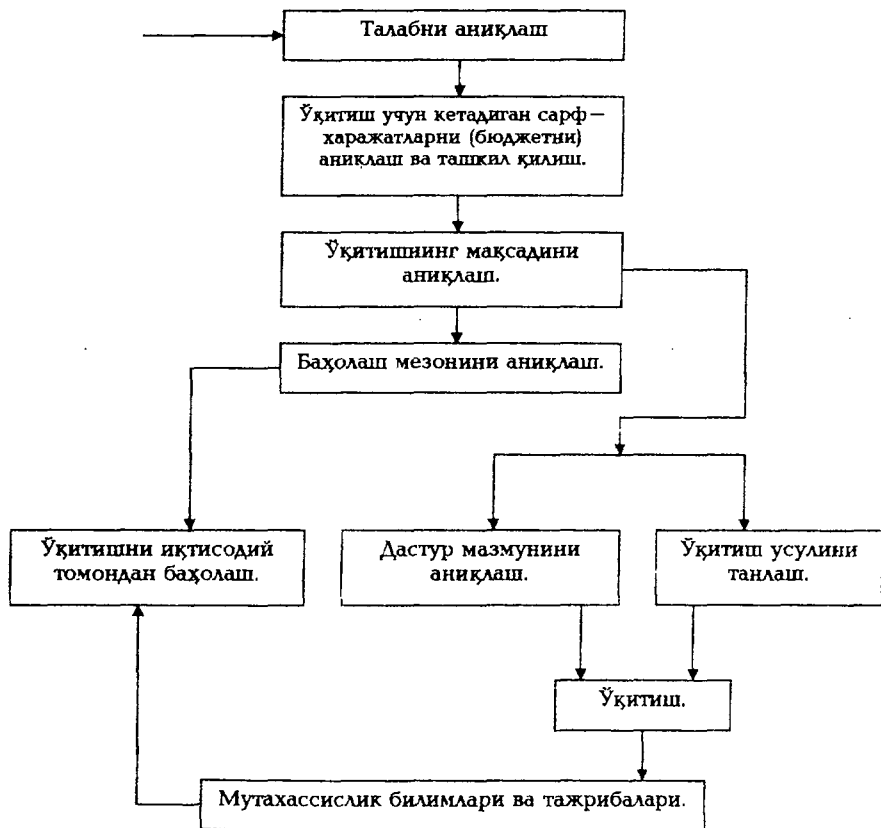 Талабни аниқлаш
Ўқитиш учун кетадиган сарф—
харажатларни (бюджетни)
аниқлаш ва ташкил қилиш.
Ўқитишнинг мақсадини
аниқлаш.
Баҳолаш мезонини аниқлаш.
Ўқитишни иқтисодий
томондан баҳолаш.
Дастур мазмунини
аниқлаш.
Ўқитиш усулини
танлаш.
Ўқитиш.
Мутахассислик билимлари ва тажрибалари.